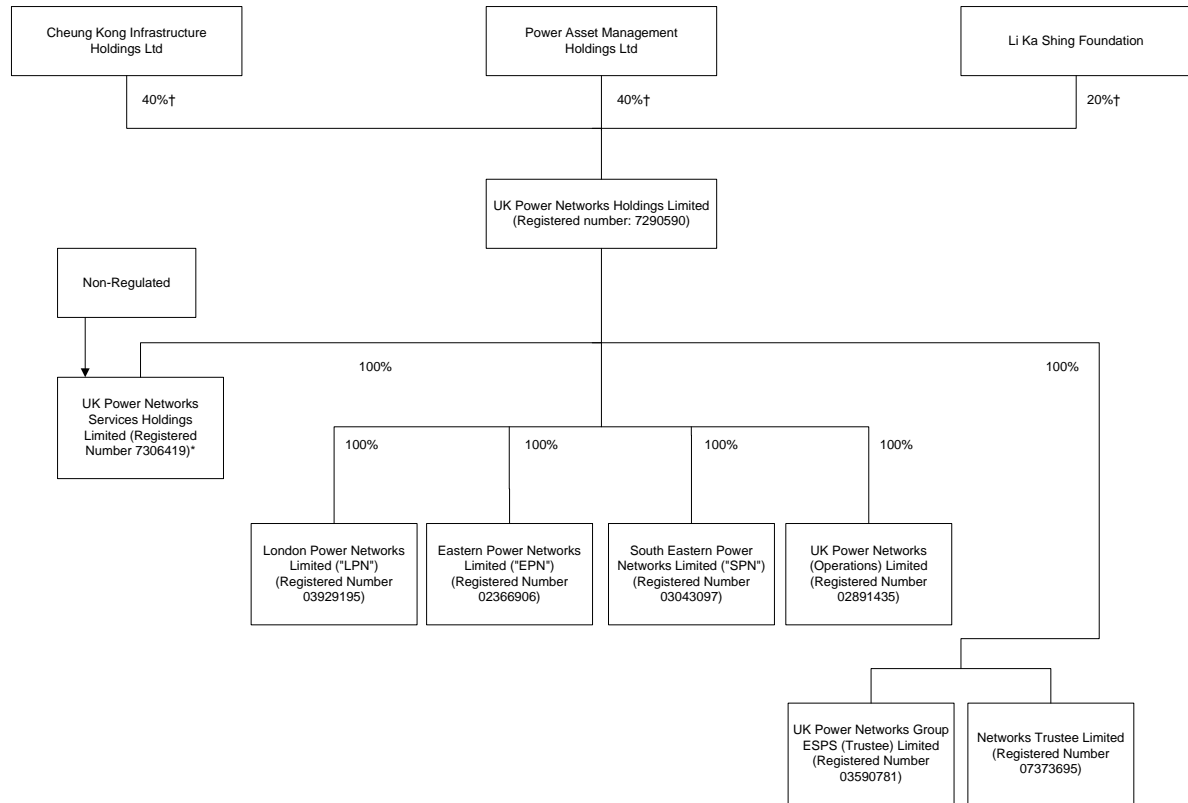 Cheung Kong Infrastructure
Holdings Ltd
Power Asset Management
Holdings Ltd
Li Ka Shing Foundation
40%†
40%†
20%†
UK Power Networks Holdings Limited
(Registered number: 7290590)
Non-Regulated
100%
100%
UK Power Networks
Services Holdings
Limited (Registered
Number 7306419)*
100%
100%
100%
100%
London Power Networks
Limited ("LPN")
(Registered Number
03929195)
Eastern Power Networks
Limited ("EPN")
(Registered Number
02366906)
South Eastern Power
Networks Limited ("SPN")
(Registered Number
03043097)
UK Power Networks
(Operations) Limited
(Registered Number
02891435)
UK Power Networks Group
ESPS (Trustee) Limited
(Registered Number
03590781)
Networks Trustee Limited
(Registered Number
07373695)